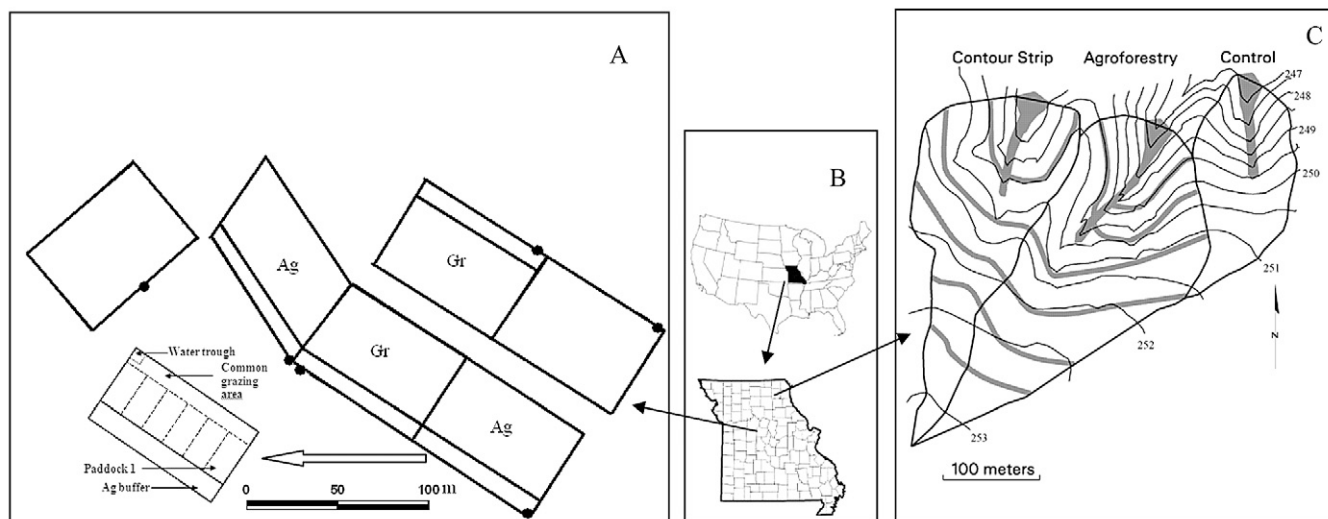 A
Ag
Gr
Gr
Ag
Water trough
Common
grazing
area
Paddock 1
Ag buffer
0 50 100 m
B
C
Contour Strip Agroforestry Control
247
248
249
250
251
252
253
N
100 meters